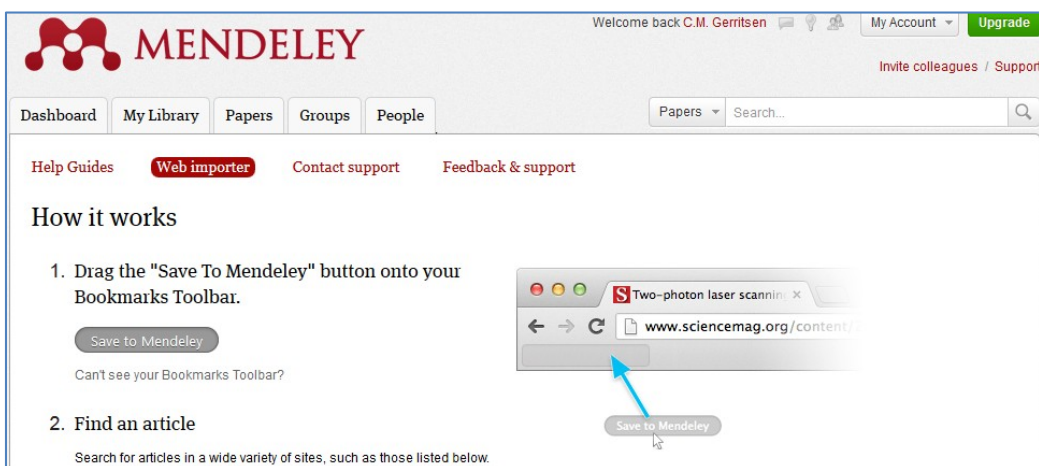 MENDELEY
Welcome back C.M. Gerritsen
My Account
Upgrade
Invite colleagues / Support
Dashboard
My Library
Papers
Groups
People
Papers
Search...
Help Guides
Web importer
Contact support
Feedback & support
How it works
1. Drag the "Save To Mendeley" button onto your
Bookmarks Toolbar.
Save to Mendeley
Can't see your Bookmarks Toolbar?
S Two-photon laser scannin
www.sciencemag.org/content/
Save to Mendeley
2. Find an article
Search for articles in a wide variety of sites, such as those listed below.